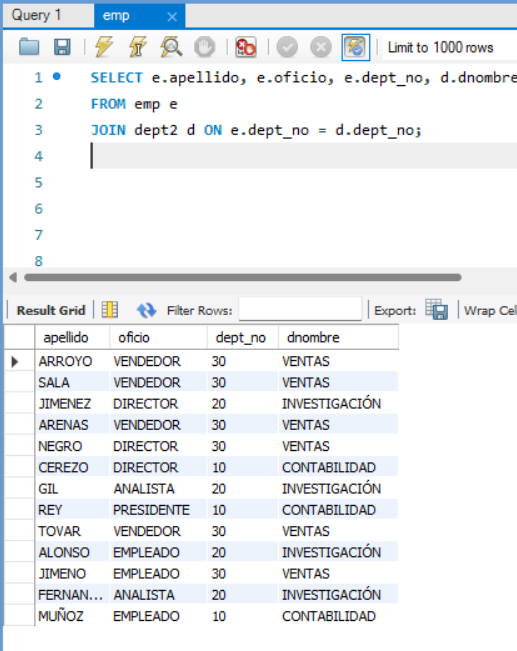 Query 1 emp ×
Limit to 1000 rows
1 SELECT e.apellido, e.oficio, e.dept_no, d.dnombre
2 FROM emp e
3 JOIN dept2 d ON e.dept_no = d.dept_no;
4
5
6
7
8
Result Grid Filter Rows: Export: Wrap Cel
apellido oficio dept_no dnombre
ARROYO VENDEDOR 30 VENTAS
SALA VENDEDOR 30 VENTAS
JIMENEZ DIRECTOR 20 INVESTIGACIÓN
ARENAS VENDEDOR 30 VENTAS
NEGRO DIRECTOR 30 VENTAS
CEREZO DIRECTOR 10 CONTABILIDAD
GIL ANALISTA 20 INVESTIGACIÓN
REY PRESIDENTE 10 CONTABILIDAD
TOVAR VENDEDOR 30 VENTAS
ALONSO EMPLEADO 20 INVESTIGACIÓN
JIMENO EMPLEADO 30 VENTAS
FERNAN... ANALISTA 20 INVESTIGACIÓN
MUÑOZ EMPLEADO 10 CONTABILIDAD